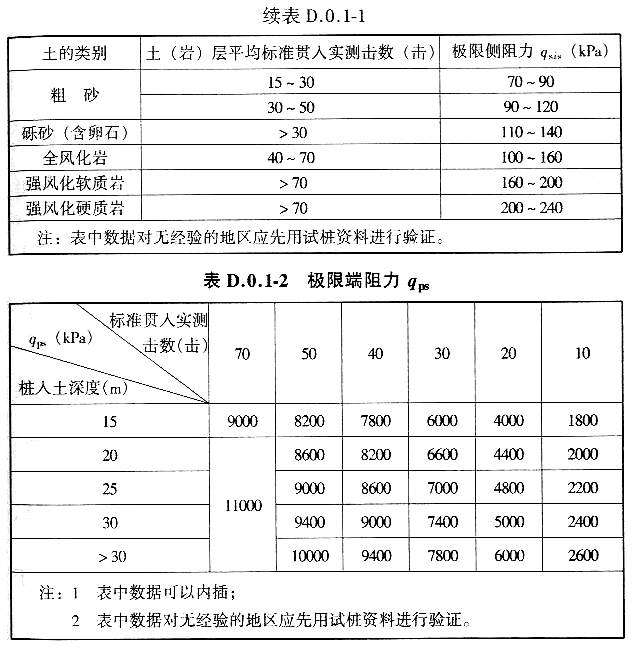 续表 D.0.1-1
土的类别 土（岩）层平均标准贯入实测击数（击） 极限侧阻力 qsis（kPa）
粗 砂 15～30 70～90
30～50 90～120
砾砂（含卵石） >30 110～140
全风化岩 40～70 100～160
强风化软质岩 >70 160～200
强风化硬质岩 >70 200～240
注：表中数据对无经验的地区应先用试桩资料进行验证。
表 D.0.1-2 极限端阻力 qps
标准贯入实测
击数(击)
qps（kPa）
桩入土深度(m)
70 50 40 30 20 10
15 9000 8200 7800 6000 4000 1800
20 8600 8200 6600 4400 2000
25 9000 8600 7000 4800 2200
11000
30 9400 9000 7400 5000 2400
>30 10000 9400 7800 6000 2600
注：1 表中数据可以内插；
2 表中数据对无经验的地区应先用试桩资料进行验证。